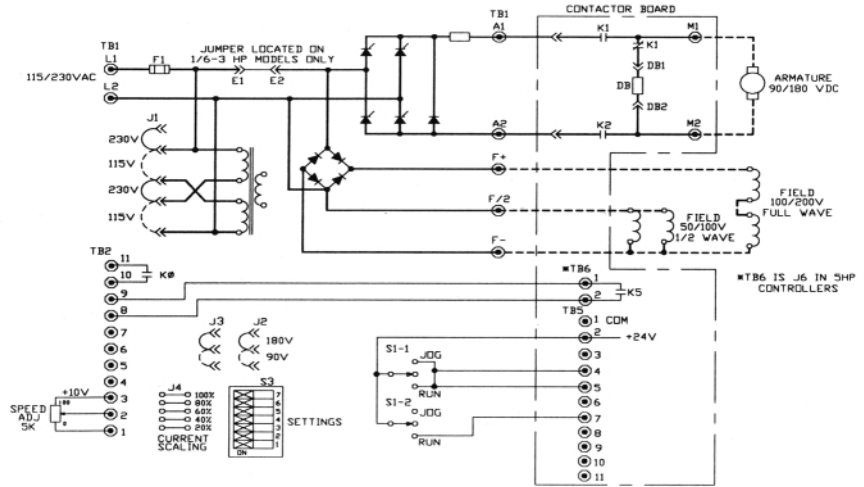 CONTACTOR BOARD
TB1
L1
F1
JUMPER LOCATED ON
1/6-3 HP MODELS ONLY
E1
E2
115/230VAC
L2
TB1
A1
K1
M1
K1
DB1
DB
DB2
ARMATURE
90/180 VDC
A2
K2
M2
J1
230V
115V
230V
115V
F+
F/2
F-
FIELD
50/100V
1/2 WAVE
FIELD
100/200V
FULL WAVE
TB2
11
10
9
8
7
6
5
4
3
2
1
KØ
+10V
100
0
SPEED
ADJ
5K
J3
J2
180V
90V
J4
100%
80%
60%
40%
20%
CURRENT
SCALING
S3
7
6
5
4
3
2
1
ON
SETTINGS
*TB6
1
2
K5
*TB6 IS J6 IN 5HP
CONTROLLERS
TB5
1 COM
2 +24V
3
4
5
6
7
8
9
10
11
S1-1
JOG
RUN
S1-2
JOG
RUN